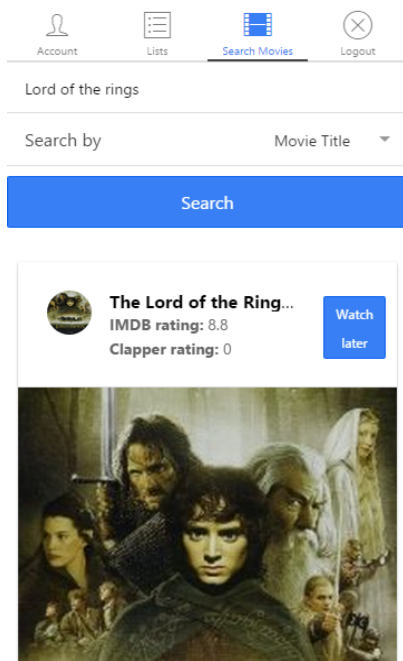 Account Lists Search Movies Logout
Lord of the rings
Search by Movie Title
Search
The Lord of the Ring...
IMDB rating: 8.8
Clapper rating: 0
Watch
later